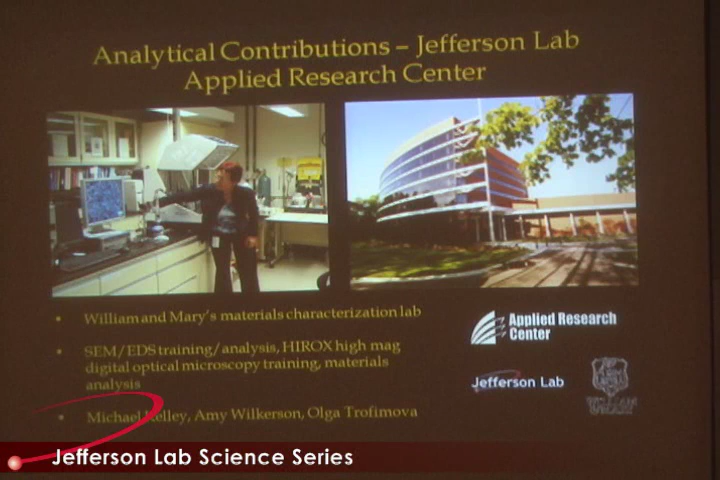 Analytical Contributions – Jefferson Lab
Applied Research Center
• William and Mary's materials characterization lab
• SEM/EDS training/analysis, HIROX high mag
digital optical microscopy training, materials
analysis
• Michael Kelley, Amy Wilkerson, Olga Trofimova
Applied Research
Center
Jefferson Lab
Jefferson Lab Science Series